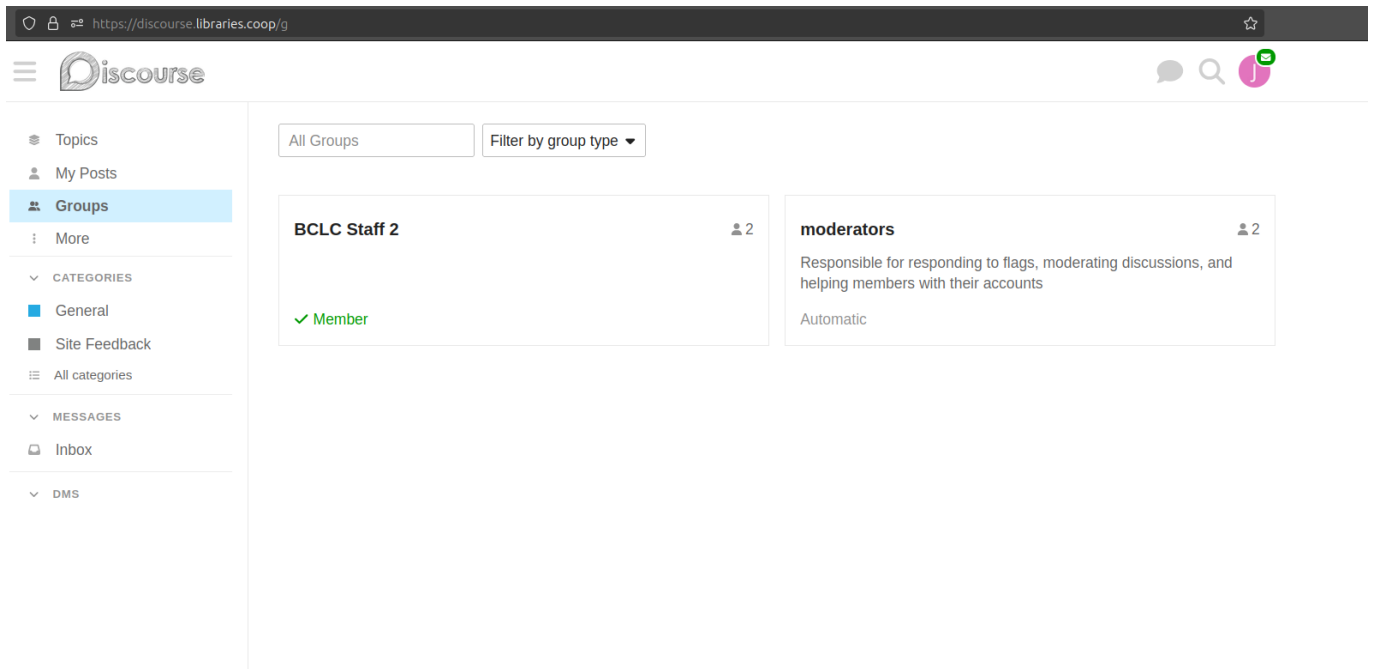 https://discourse.libraries.coop/g
Discourse
J
Topics
My Posts
Groups
More
CATEGORIES
General
Site Feedback
All categories
MESSAGES
Inbox
DMS
All Groups
Filter by group type
BCLC Staff 2
2
Member
moderators
2
Responsible for responding to flags, moderating discussions, and
helping members with their accounts
Automatic